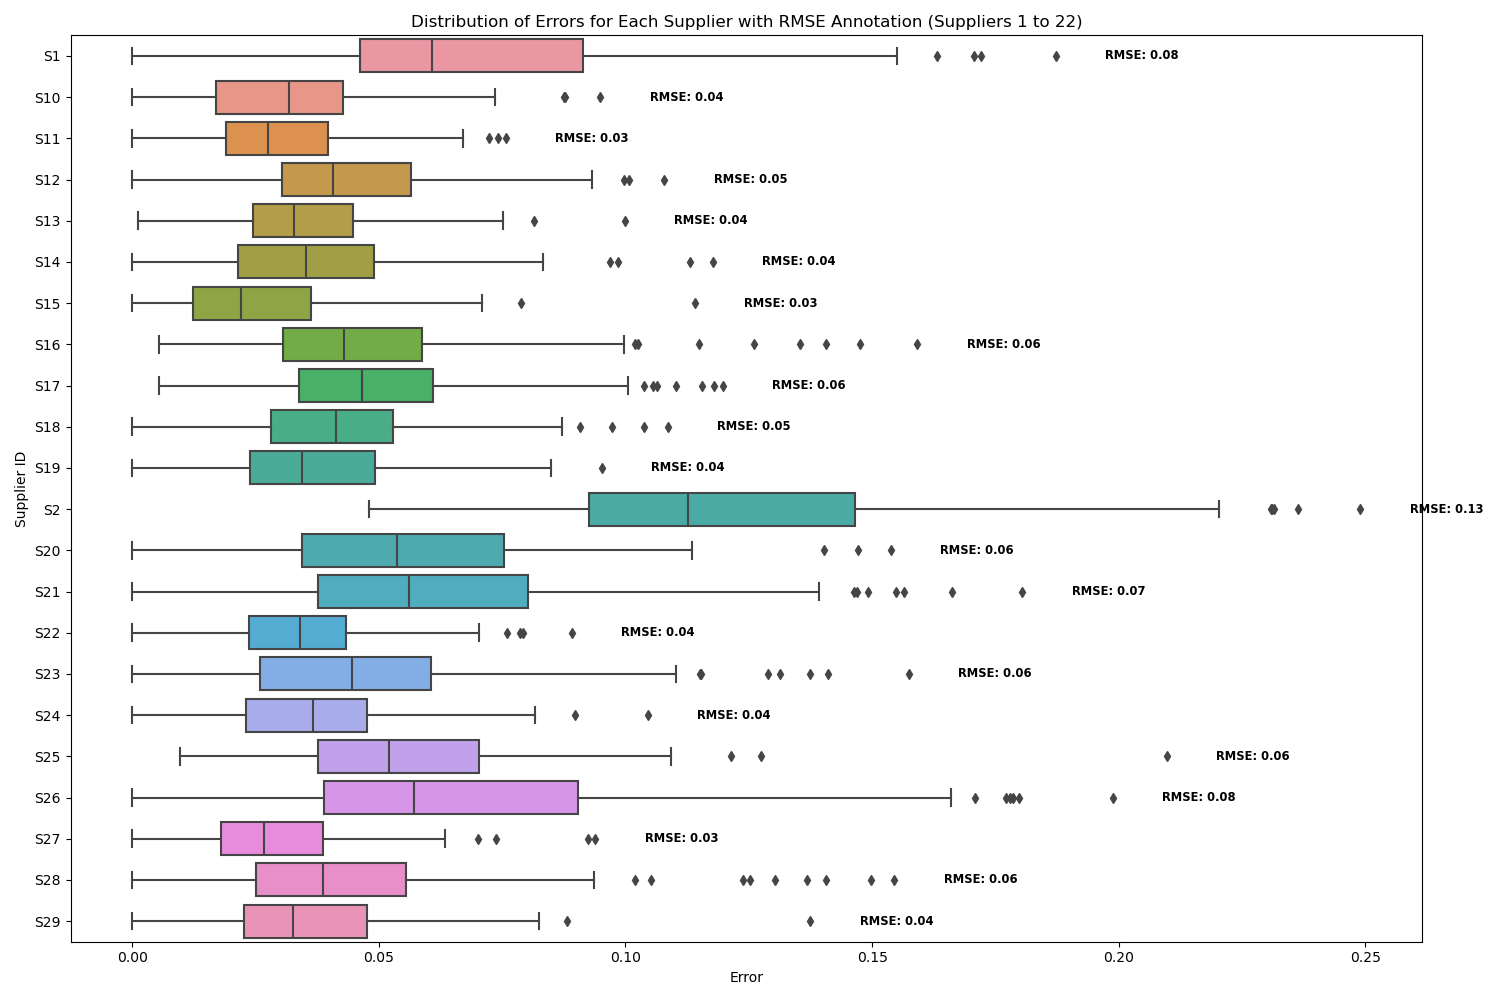 Distribution of Errors for Each Supplier with RMSE Annotation (Suppliers 1 to 22)
Supplier ID
S1 RMSE: 0.08
S10 RMSE: 0.04
S11 RMSE: 0.03
S12 RMSE: 0.05
S13 RMSE: 0.04
S14 RMSE: 0.04
S15 RMSE: 0.03
S16 RMSE: 0.06
S17 RMSE: 0.06
S18 RMSE: 0.05
S19 RMSE: 0.04
S2 RMSE: 0.13
S20 RMSE: 0.06
S21 RMSE: 0.07
S22 RMSE: 0.04
S23 RMSE: 0.06
S24 RMSE: 0.04
S25 RMSE: 0.06
S26 RMSE: 0.08
S27 RMSE: 0.03
S28 RMSE: 0.06
S29 RMSE: 0.04
0.00 0.05 0.10 0.15 0.20 0.25
Error